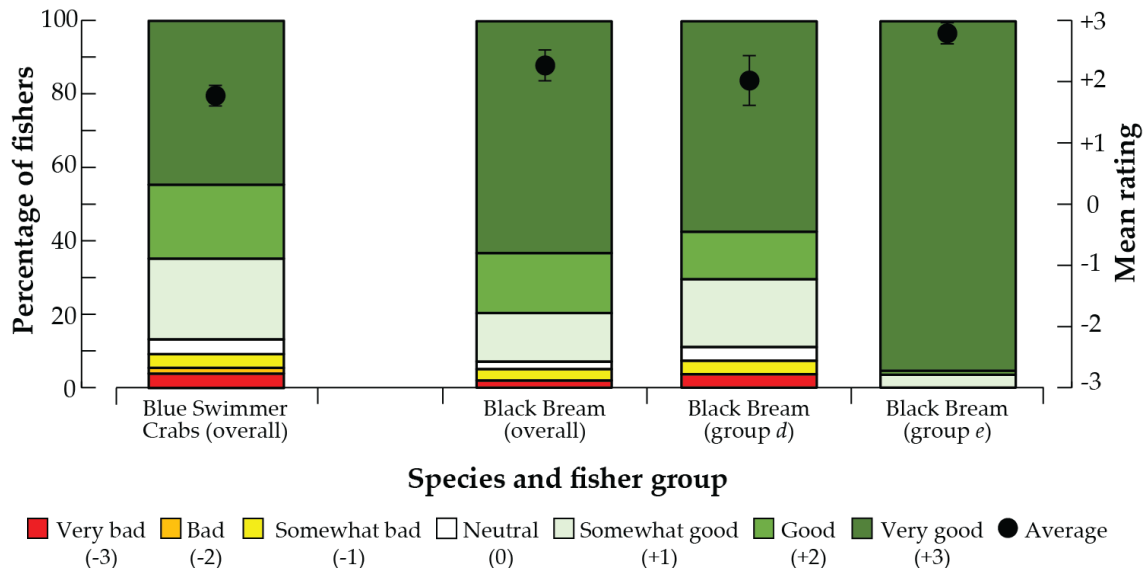 100
80
60
40
20
0
Percentage of fishers
+3
+2
+1
0
-1
-2
-3
Mean rating
Blue Swimmer
Crabs (overall)
Black Bream
(overall)
Black Bream
(group d)
Black Bream
(group e)
Species and fisher group
Very bad
(-3)
Bad
(-2)
Somewhat bad
(-1)
Neutral
(0)
Somewhat good
(+1)
Good
(+2)
Very good
(+3)
Average